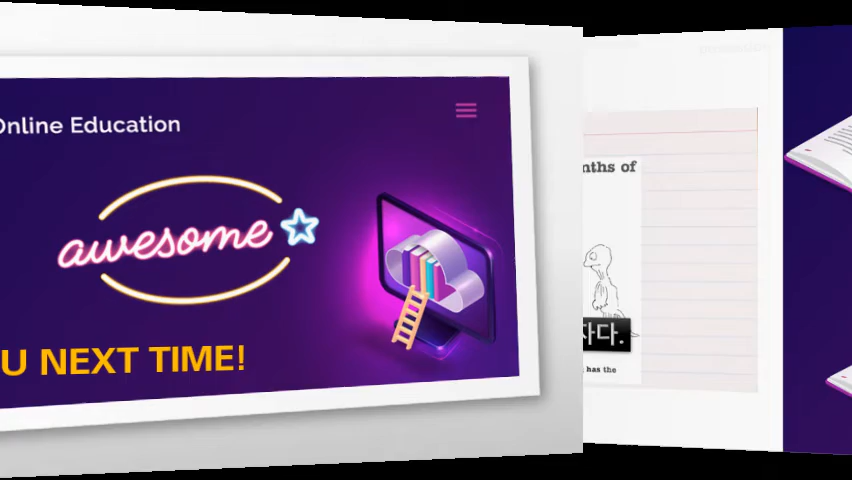 Online Education
awesome
U NEXT TIME!
nths of
자다.
has the